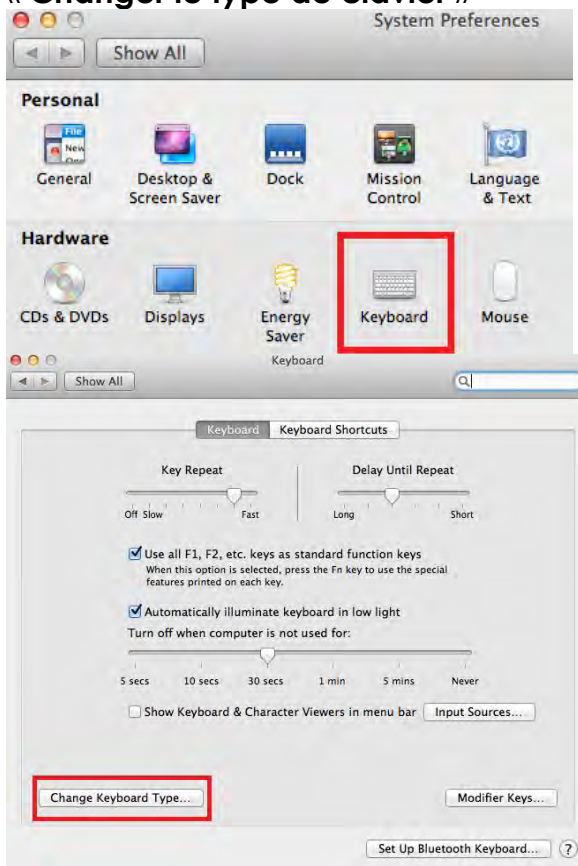 « Changer le type de clavier »
System Preferences
Show All
Personal
File
New
General
Desktop &
Screen Saver
Dock
Mission
Control
Language
& Text
Hardware
CDs & DVDs
Displays
Energy
Saver
Keyboard
Mouse
Keyboard
Show All
Keyboard
Keyboard Shortcuts
Key Repeat
Delay Until Repeat
Off Slow Fast
Long Short
Use all F1, F2, etc. keys as standard function keys
When this option is selected, press the Fn key to use the special
features printed on each key.
Automatically illuminate keyboard in low light
Turn off when computer is not used for:
5 secs 10 secs 30 secs 1 min 5 mins Never
Show Keyboard & Character Viewers in menu bar
Input Sources...
Change Keyboard Type...
Modifier Keys...
Set Up Bluetooth Keyboard...
?